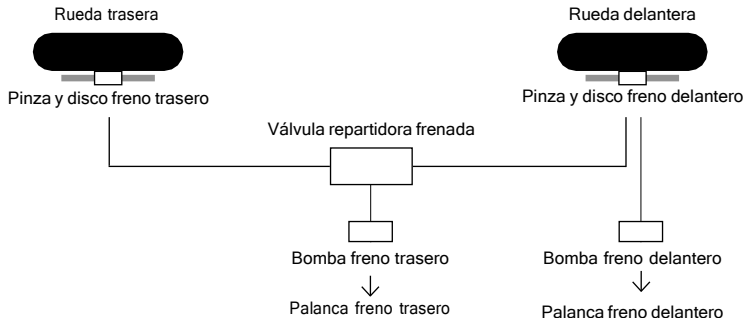 Rueda trasera
Rueda delantera
Pinza y disco freno trasero
Pinza y disco freno delantero
Válvula repartidora frenada
Bomba freno trasero
Bomba freno delantero
Palanca freno trasero
Palanca freno delantero